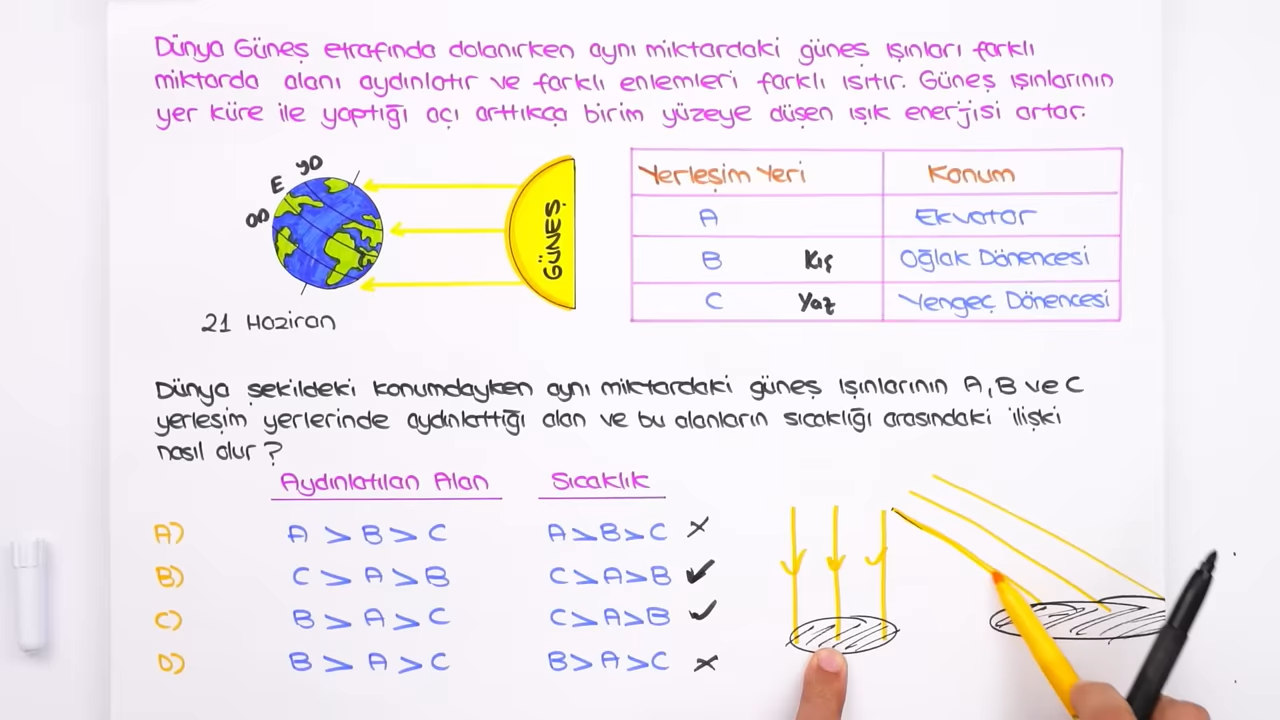 Dünya Güneş etrafında dolanırken aynı miktardaki güneş ışınları farklı
miktarda alanı aydınlatır ve farklı enlemleri farklı ısıtır. Güneş ışınlarının
yer küre ile yaptığı açı arttıkça birim yüzeye düşen ışık enerjisi artar.
YD
E
OD
GÜNEŞ
21 Haziran
Yerleşim Yeri Konum
A Ekvator
B Kış Oğlak Dönencesi
C Yaz Yengeç Dönencesi
Dünya şekildeki konumdayken aynı miktardaki güneş ışınlarının A, B ve C
yerleşim yerlerinde aydınlattığı alan ve bu alanların sıcaklığı arasındaki ilişki
nasıl olur?
Aydınlatılan Alan Sıcaklık
A) A > B > C A > B > C
B) C > A > B C > A > B
C) B > A > C C > A > B
D) B > A > C B > A > C